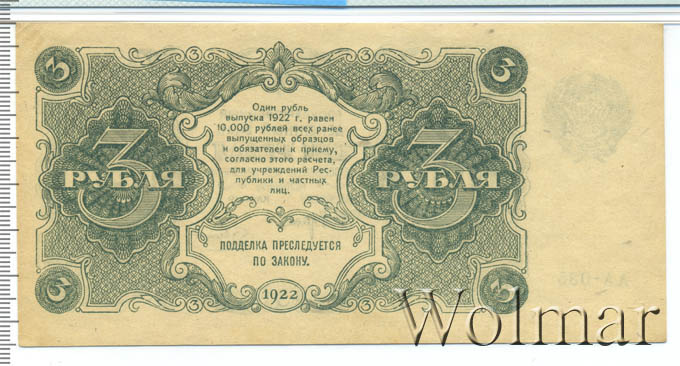 3 3
Один рубль
выпуска 1922 г. равен
10,000 рублей всех ранее
выпущенных образцов
и обязателен к приему,
согласно этого расчета,
для учреждений Рес-
публики и частных
лиц.
3 РУБЛЯ 3 РУБЛЯ
ПОДДЕЛКА ПРЕСЛЕДУЕТСЯ
ПО ЗАКОНУ.
3 1922 3
Wolmar